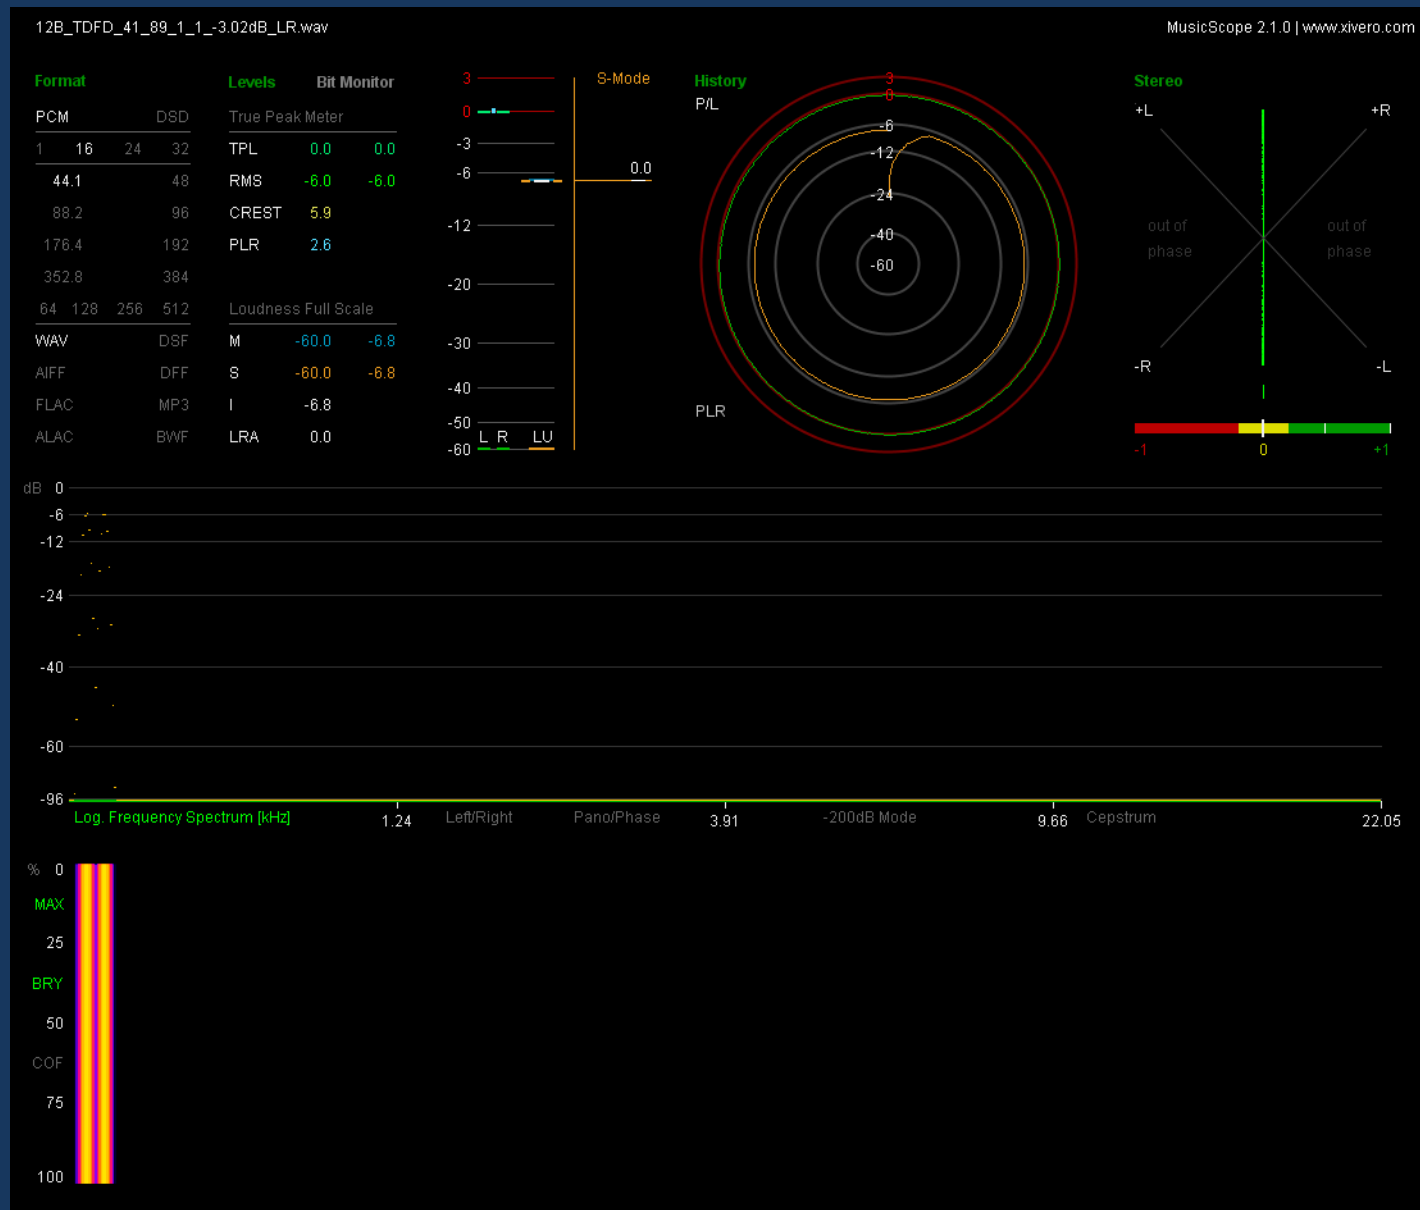 12B_TDFD_41_89_1_1_-3.02dB_LR.wav
MusicScope 2.1.0 | www.xivero.com
Format
PCM DSD
1 16 24 32
44.1 48
88.2 96
176.4 192
352.8 384
64 128 256 512
WAV DSF
AIFF DFF
FLAC MP3
ALAC BWF
Levels Bit Monitor
True Peak Meter
TPL 0.0 0.0
RMS -6.0 -6.0
CREST 5.9
PLR 2.6
Loudness Full Scale
M -60.0 -6.8
S -60.0 -6.8
I -6.8
LRA 0.0
3
0
-3
-6
-12
-20
-30
-40
-50
-60
L R LU
S-Mode
0.0
History
P/L
3
0
-6
-12
-24
-40
-60
PLR
Stereo
+L +R
out of phase
out of phase
-R -L
-1 0 +1
dB 0
-6
-12
-24
-40
-60
-96
Log. Frequency Spectrum [kHz] 1.24 Left/Right Pano/Phase 3.91 -200dB Mode 9.66 Cepstrum 22.05
% 0
MAX
25
BRY
50
COF
75
100